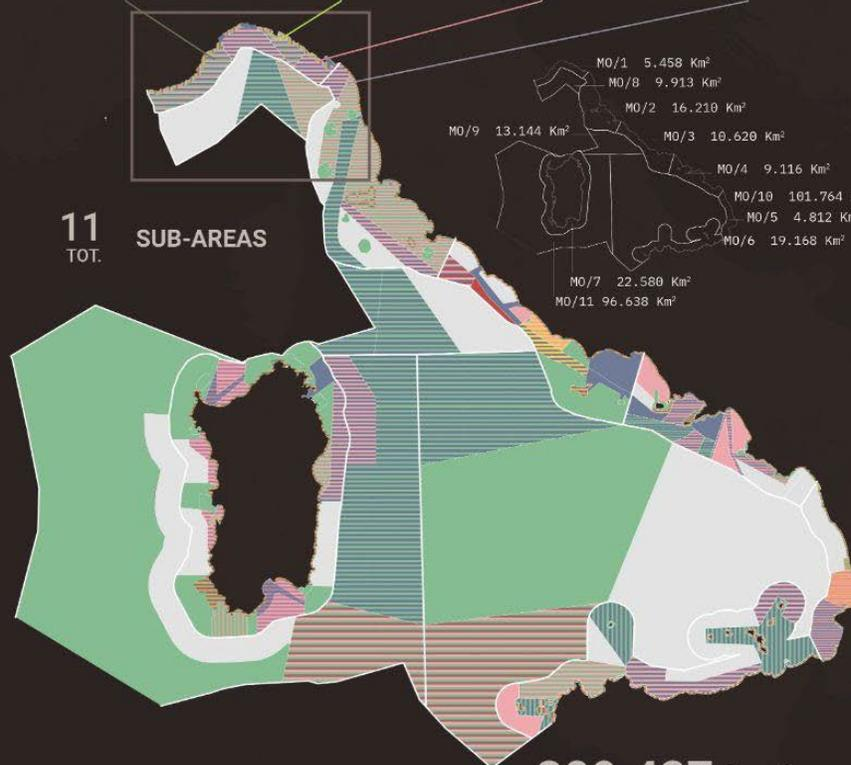 MO/1 5.458 Km²
MO/8 9.913 Km²
MO/2 16.210 Km²
MO/9 13.144 Km²
MO/3 10.620 Km²
MO/4 9.116 Km²
MO/10 101.764
MO/5 4.812
MO/6 19.168 Km²
MO/7 22.580 Km²
MO/11 96.638 Km²
11
TOT.
SUB-AREAS